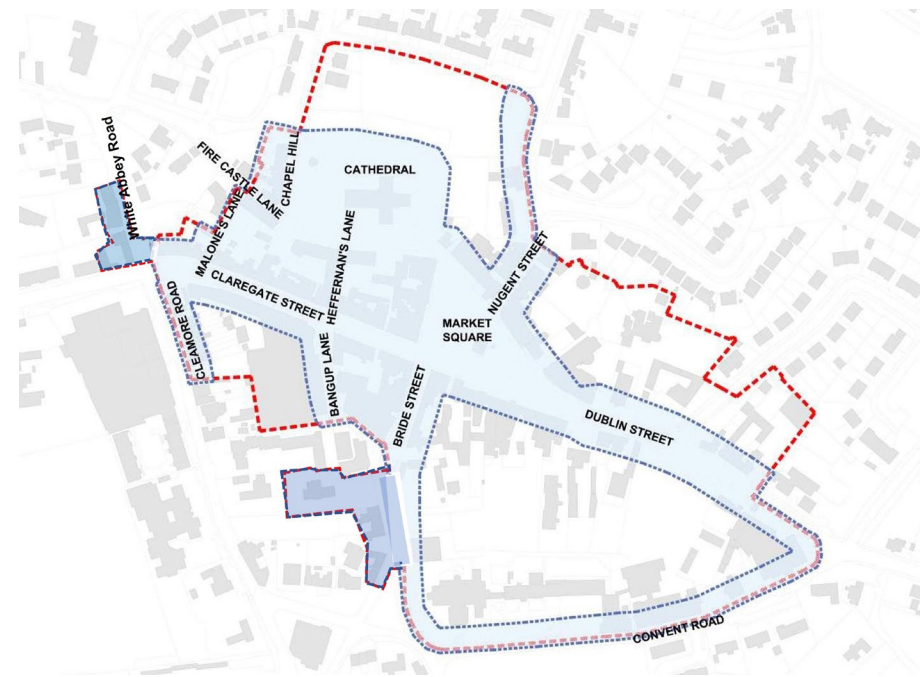 White Abbey Road
FIRE CASTLE LANE
CHAPEL HILL
CATHEDRAL
MALONE'S LANE
HEFFERNAN'S LANE
CLAREGATE STREET
NUGENT STREET
CLEAMORE ROAD
MARKET
SQUARE
BANGUP LANE
BRIDE STREET
DUBLIN STREET
CONVENT ROAD